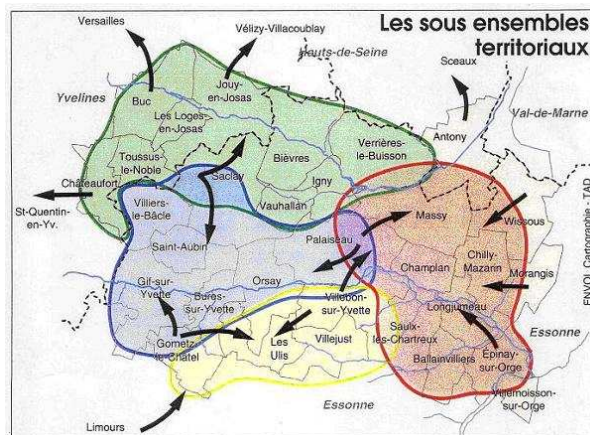 Les sous ensembles
territoriaux
Versailles
Vélizy-Villacoublay
Hauts-de-Seine
Sceaux
Yvelines
Buc
Jouy-
en-Josas
Les Loges-
en-Josas
Val-de-Marne
Antony
Verrières-
le-Buisson
Toussus-
le-Noble
Bièvres
Igny
Châteaufort
Saclay
Villiers-
le-Bâcle
Vauhallan
St-Quentin-
en-Yv.
Massy
Wissous
Saint-Aubin
Palaiseau
Chilly-
Mazarin
Champlan
Morangis
Gif-sur-
Yvette
Orsay
Bures-
sur-Yvette
Villebon-
sur-Yvette
Longjumeau
Essonne
Saulx-
les-Chartreux
Gometz-
le-Châtel
Les
Ulis
Villejust
Ballainvilliers
Épinay-
sur-Orge
Villemoisson-
sur-Orge
Essonne
Limours
Cartographie - TAD